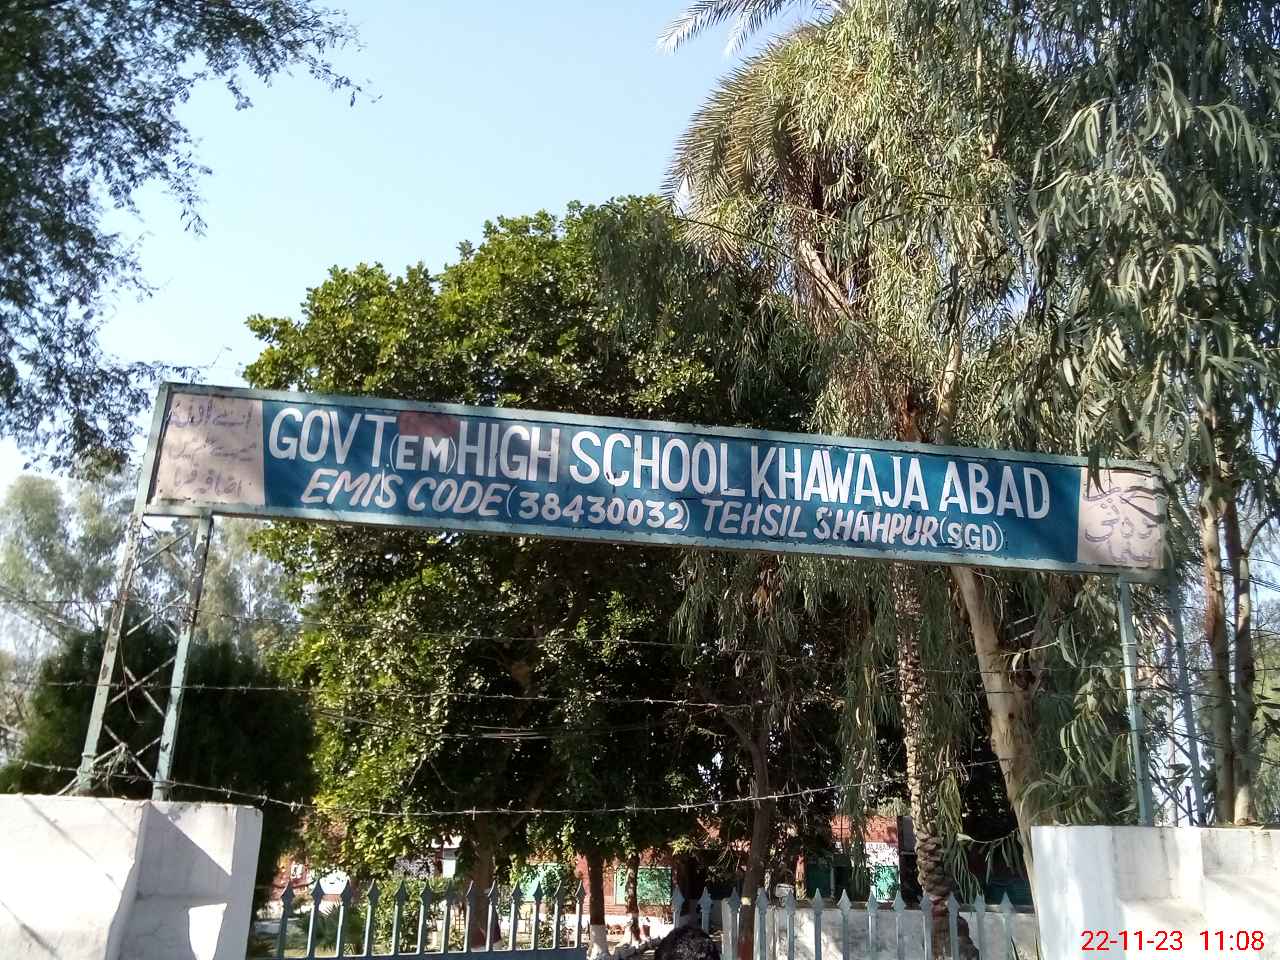 GOVT (EM) HIGH SCHOOL KHAWAJA ABAD
EMIS CODE (38430032) TEHSIL SHAHPUR (SGD)
22-11-23 11:08